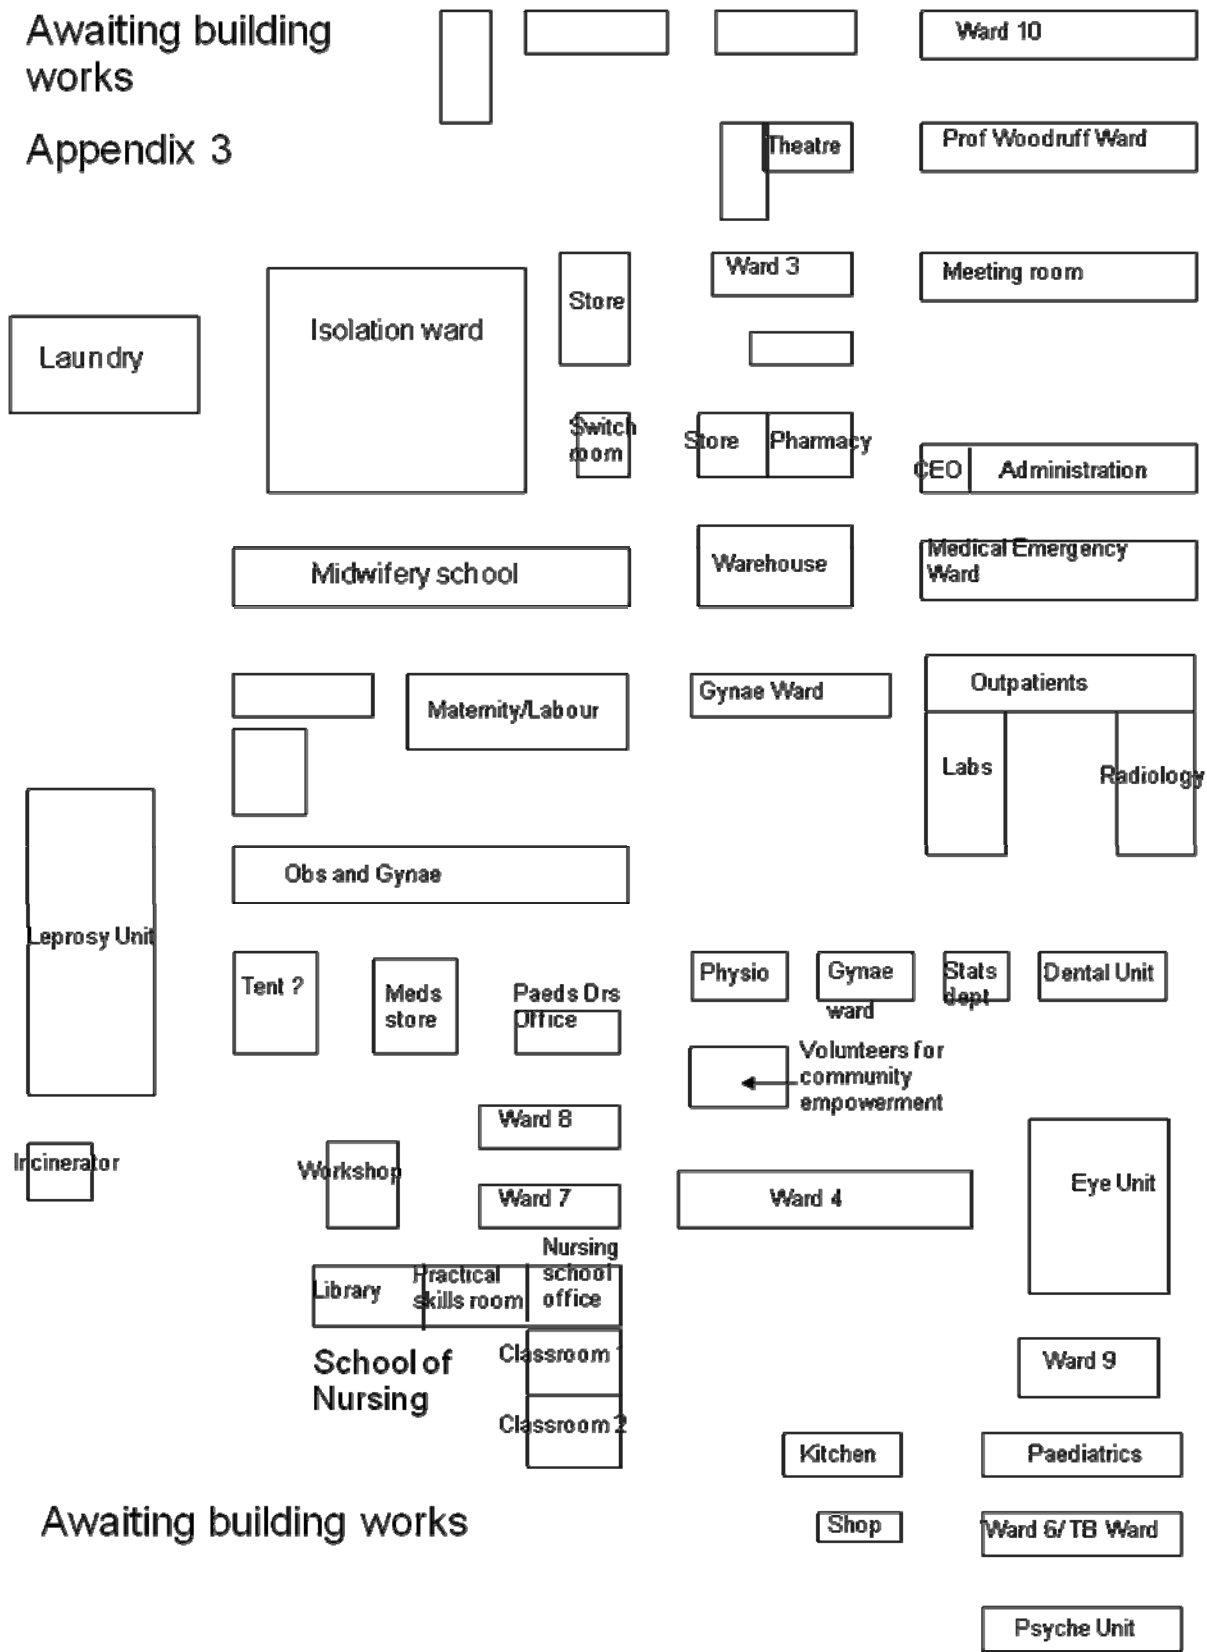 Awaiting building
works
Appendix 3
Ward 10
Theatre
Prof Woodruff Ward
Ward 3
Meeting room
Store
Isolation ward
Laundry
Switch
room
Store
Pharmacy
CEO
Administration
Medical Emergency
Ward
Midwifery school
Warehouse
Outpatients
Gynae Ward
Maternity/Labour
Labs
Radiology
Obs and Gynae
Leprosy Unit
Tent ?
Meds
store
Paeds Drs
Office
Physio
Gynae
ward
Stats
dept
Dental Unit
Volunteers for
community
empowerment
Ward 8
Incinerator
Workshop
Ward 7
Ward 4
Eye Unit
Library
Practical
skills room
Nursing
school
office
School of
Nursing
Classroom 1
Classroom 2
Ward 9
Kitchen
Paediatrics
Awaiting building works
Shop
Ward 6/ TB Ward
Psyche Unit